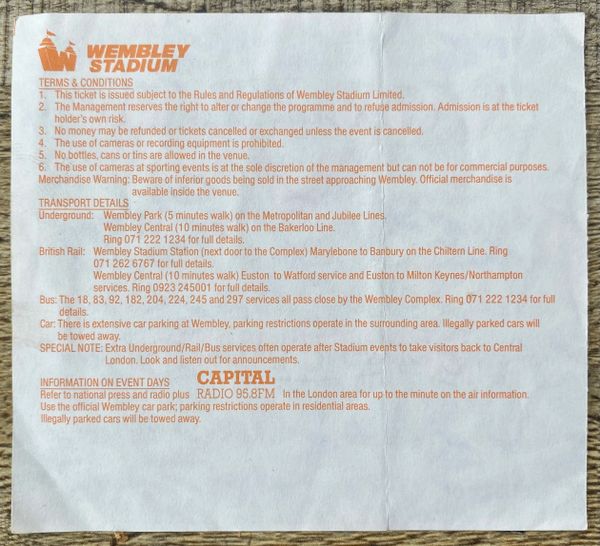 WEMBLEY
STADIUM
TERMS & CONDITIONS
1. This ticket is issued subject to the Rules and Regulations of Wembley Stadium Limited.
2. The Management reserves the right to alter or change the programme and to refuse admission. Admission is at the ticket
holder's own risk.
3. No money may be refunded or tickets cancelled or exchanged unless the event is cancelled.
4. The use of cameras or recording equipment is prohibited.
5. No bottles, cans or tins are allowed in the venue.
6. The use of cameras at sporting events is at the sole discretion of the management but can not be for commercial purposes.
Merchandise Warning: Beware of inferior goods being sold in the street approaching Wembley. Official merchandise is
available inside the venue.
TRANSPORT DETAILS
Underground: Wembley Park (5 minutes walk) on the Metropolitan and Jubilee Lines.
Wembley Central (10 minutes walk) on the Bakerloo Line.
Ring 071 222 1234 for full details.
British Rail: Wembley Stadium Station (next door to the Complex) Marylebone to Banbury on the Chiltern Line. Ring
071 262 6767 for full details.
Wembley Central (10 minutes walk) Euston to Watford service and Euston to Milton Keynes/Northampton
services. Ring 0923 245001 for full details.
Bus: The 18, 83, 92, 182, 204, 224, 245 and 297 services all pass close by the Wembley Complex. Ring 071 222 1234 for full
details.
Car: There is extensive car parking at Wembley, parking restrictions operate in the surrounding area. Illegally parked cars will
be towed away.
SPECIAL NOTE: Extra Underground/Rail/Bus services often operate after Stadium events to take visitors back to Central
London. Look and listen out for announcements.
INFORMATION ON EVENT DAYS CAPITAL
Refer to national press and radio plus RADIO 95.8FM In the London area for up to the minute on the air information.
Use the official Wembley car park; parking restrictions operate in residential areas.
Illegally parked cars will be towed away.